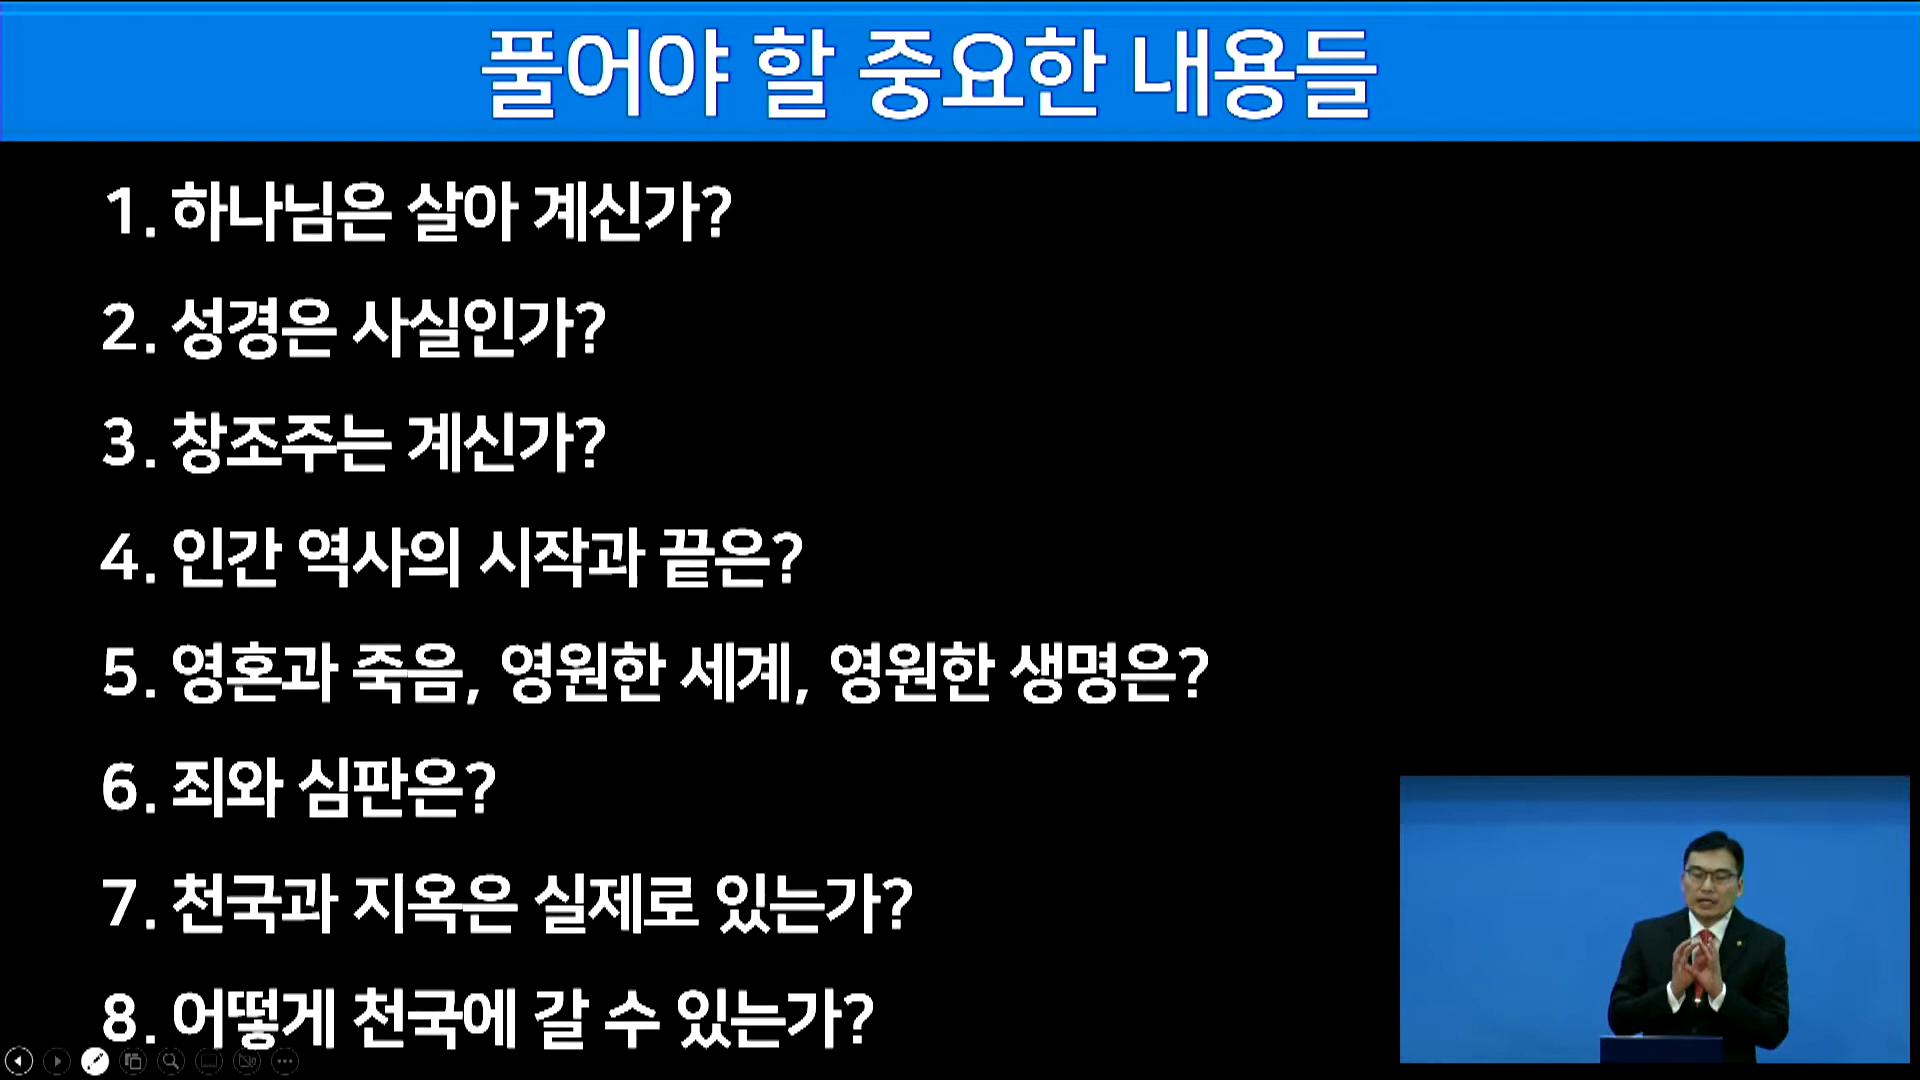 풀어야 할 중요한 내용들
1. 하나님은 살아 계신가?
2. 성경은 사실인가?
3. 창조주는 계신가?
4. 인간 역사의 시작과 끝은?
5. 영혼과 죽음, 영원한 세계, 영원한 생명은?
6. 죄와 심판은?
7. 천국과 지옥은 실제로 있는가?
8. 어떻게 천국에 갈 수 있는가?